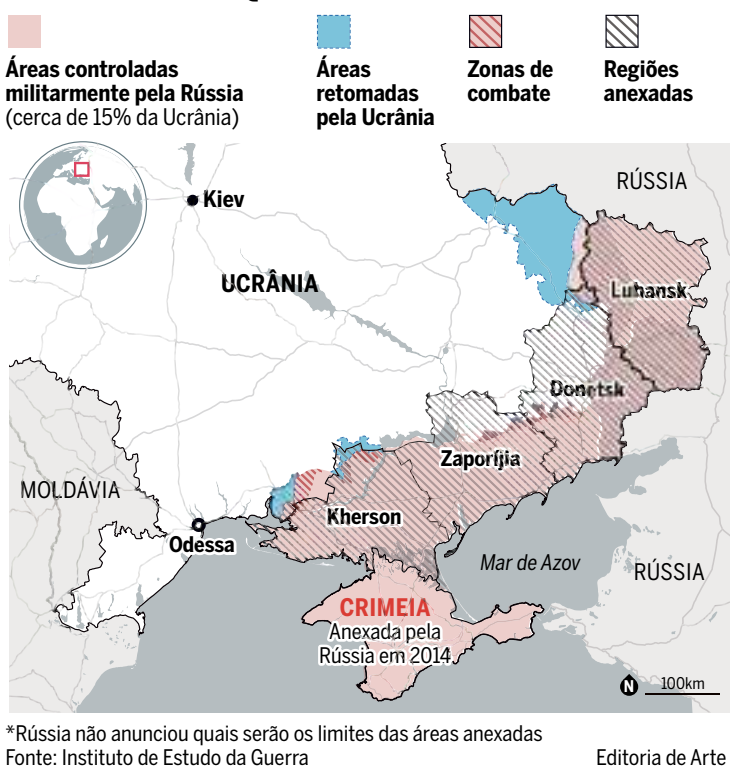 Áreas controladas
militarmente pela Rússia
(cerca de 15% da Ucrânia)
Áreas
retomadas
pela Ucrânia
Zonas de
combate
Regiões
anexadas
RÚSSIA
Kiev
UCRÂNIA
Luhansk
Donetsk
Zaporíjia
MOLDÁVIA
Kherson
Odessa
Mar de Azov
RÚSSIA
CRIMEIA
Anexada pela
Rússia em 2014
N
100km
*Rússia não anunciou quais serão os limites das áreas anexadas
Fonte: Instituto de Estudo da Guerra
Editoria de Arte